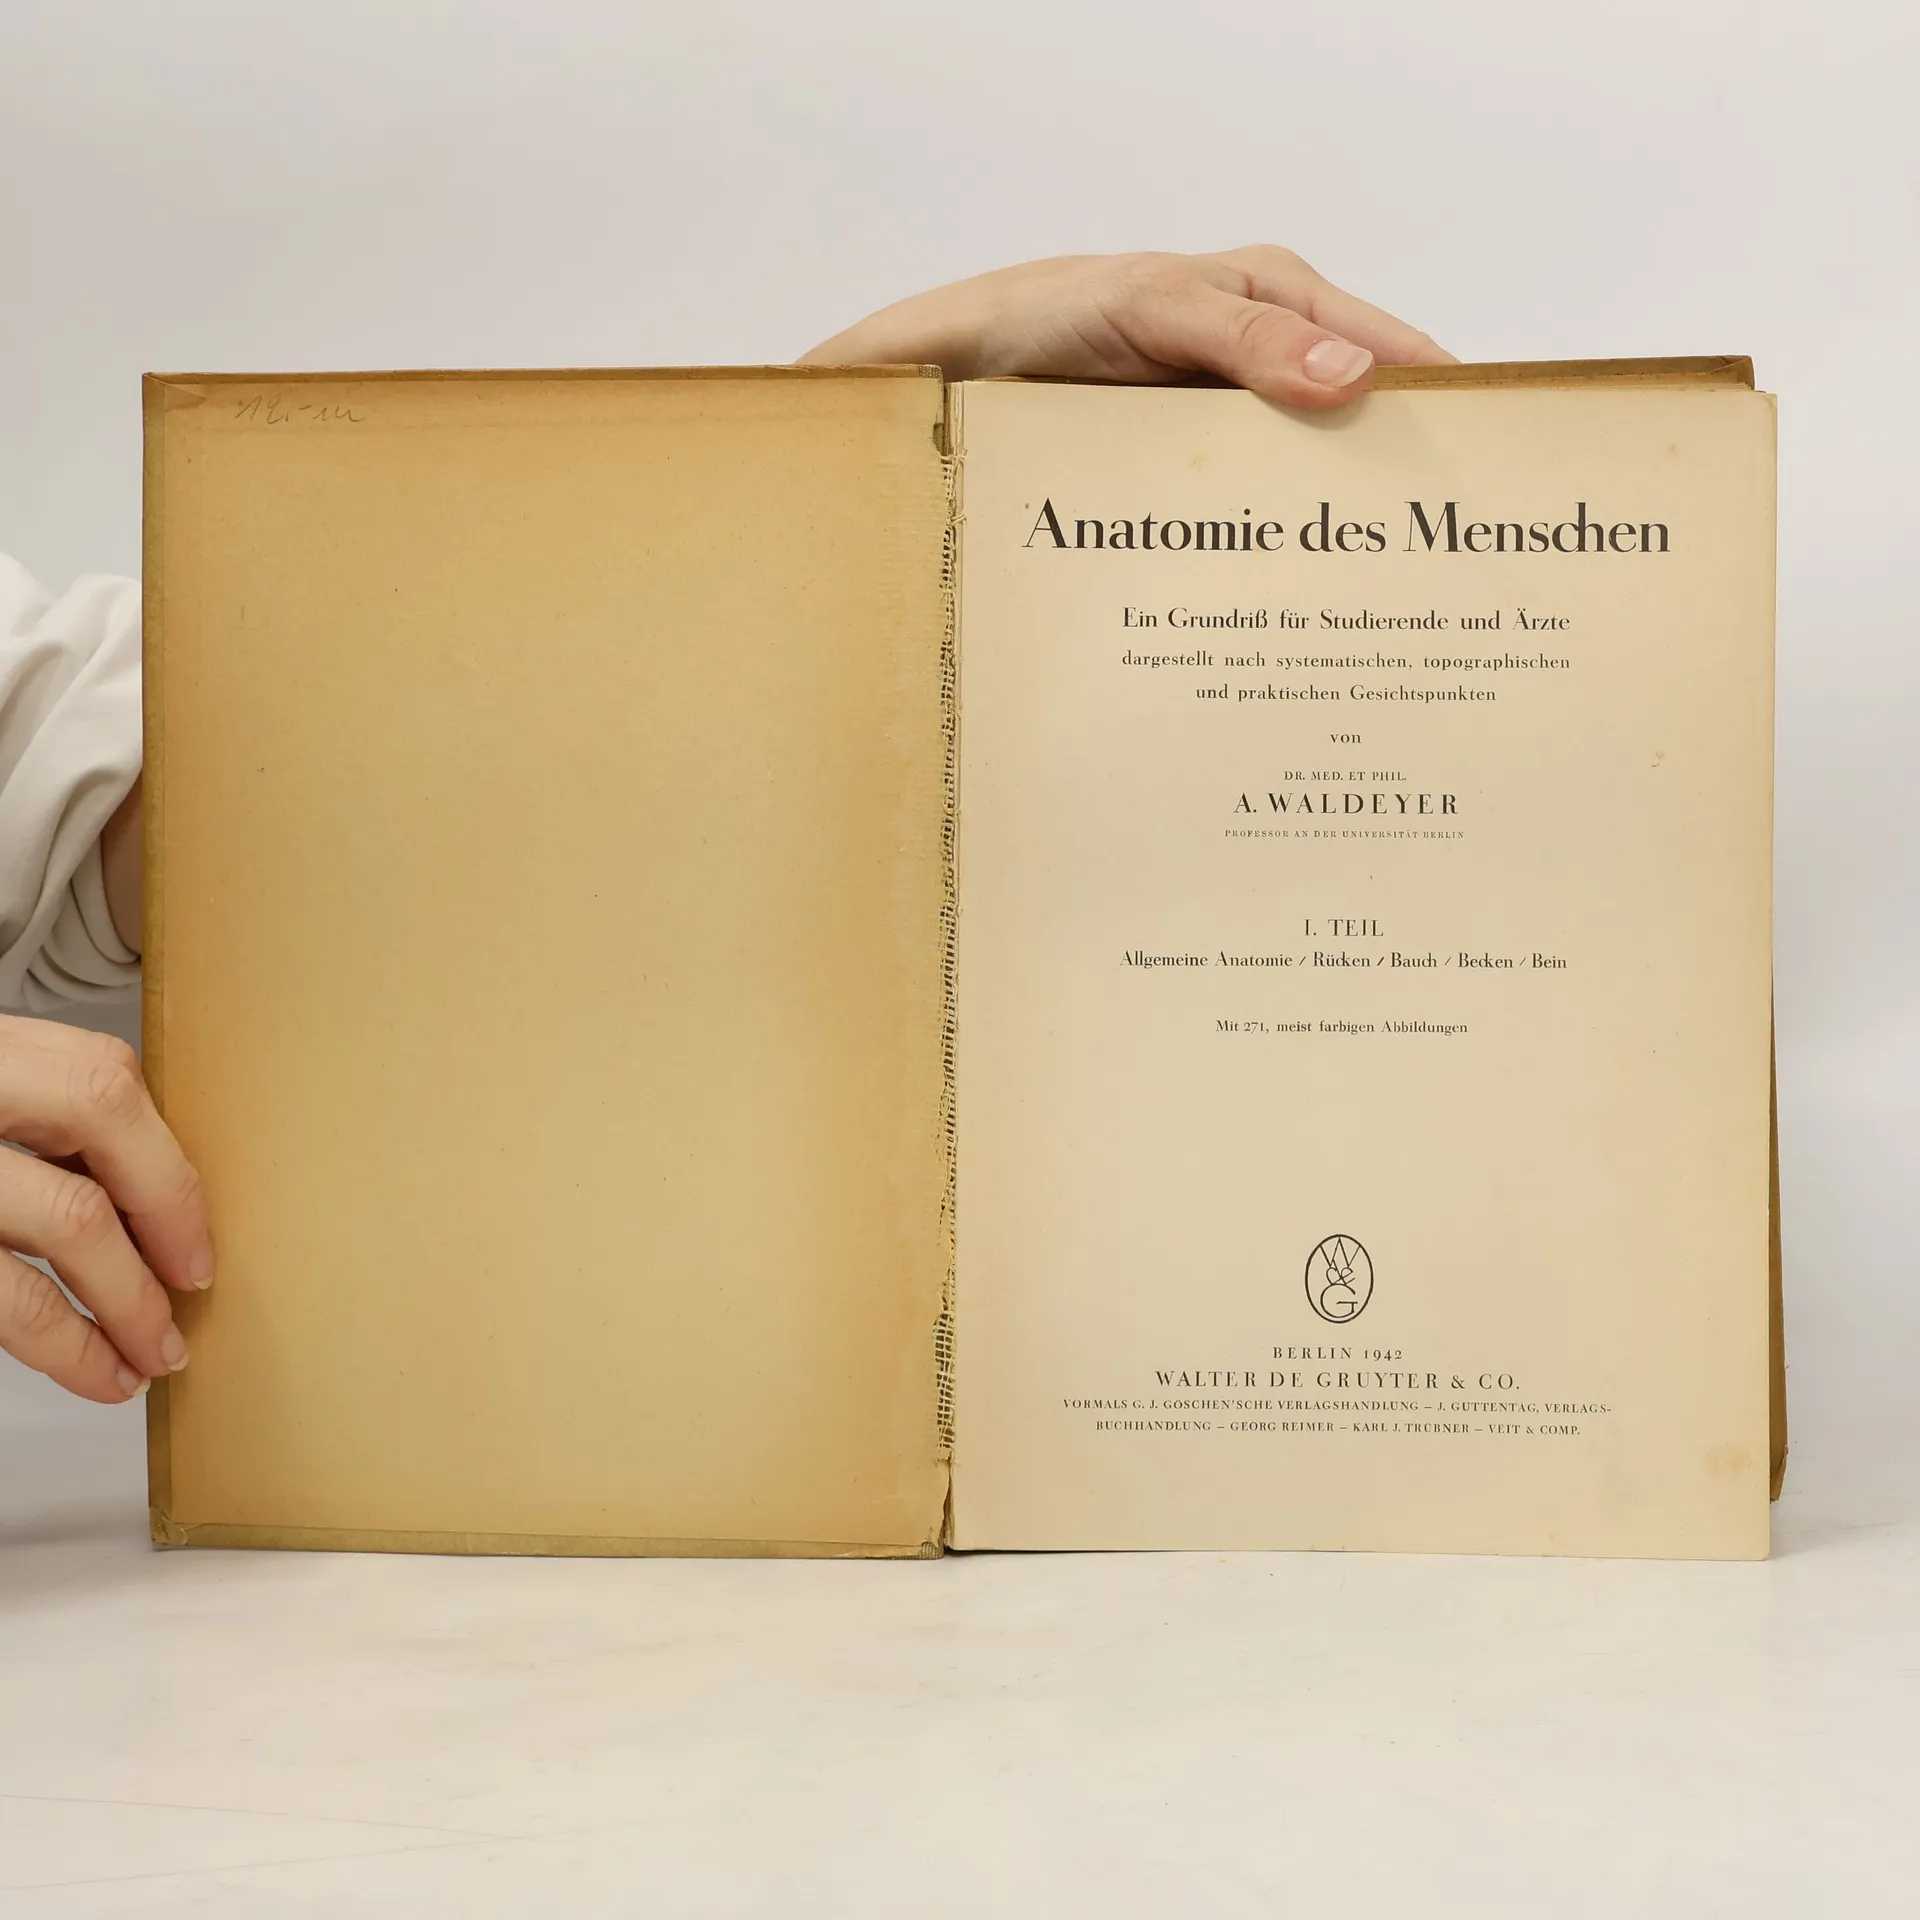 Anatomie des Menschen
Ein Grundriß für Studierende und Ärzte
dargestellt nach systematischen, topographischen
und praktischen Gesichtspunkten
von
DR. MED. ET PHIL.
A. WALDEYER
PROFESSOR AN DER UNIVERSITÄT BERLIN
I. TEIL
Allgemeine Anatomie / Rücken / Bauch / Becken / Bein
Mit 271, meist farbigen Abbildungen
W
&
G
BERLIN 1942
WALTER DE GRUYTER & CO.
VORMALS G. J. GÖSCHEN'SCHE VERLAGSHANDLUNG – J. GUTTENTAG, VERLAGS-
BUCHHANDLUNG – GEORG REIMER – KARL J. TRÜBNER – VEIT & COMP.